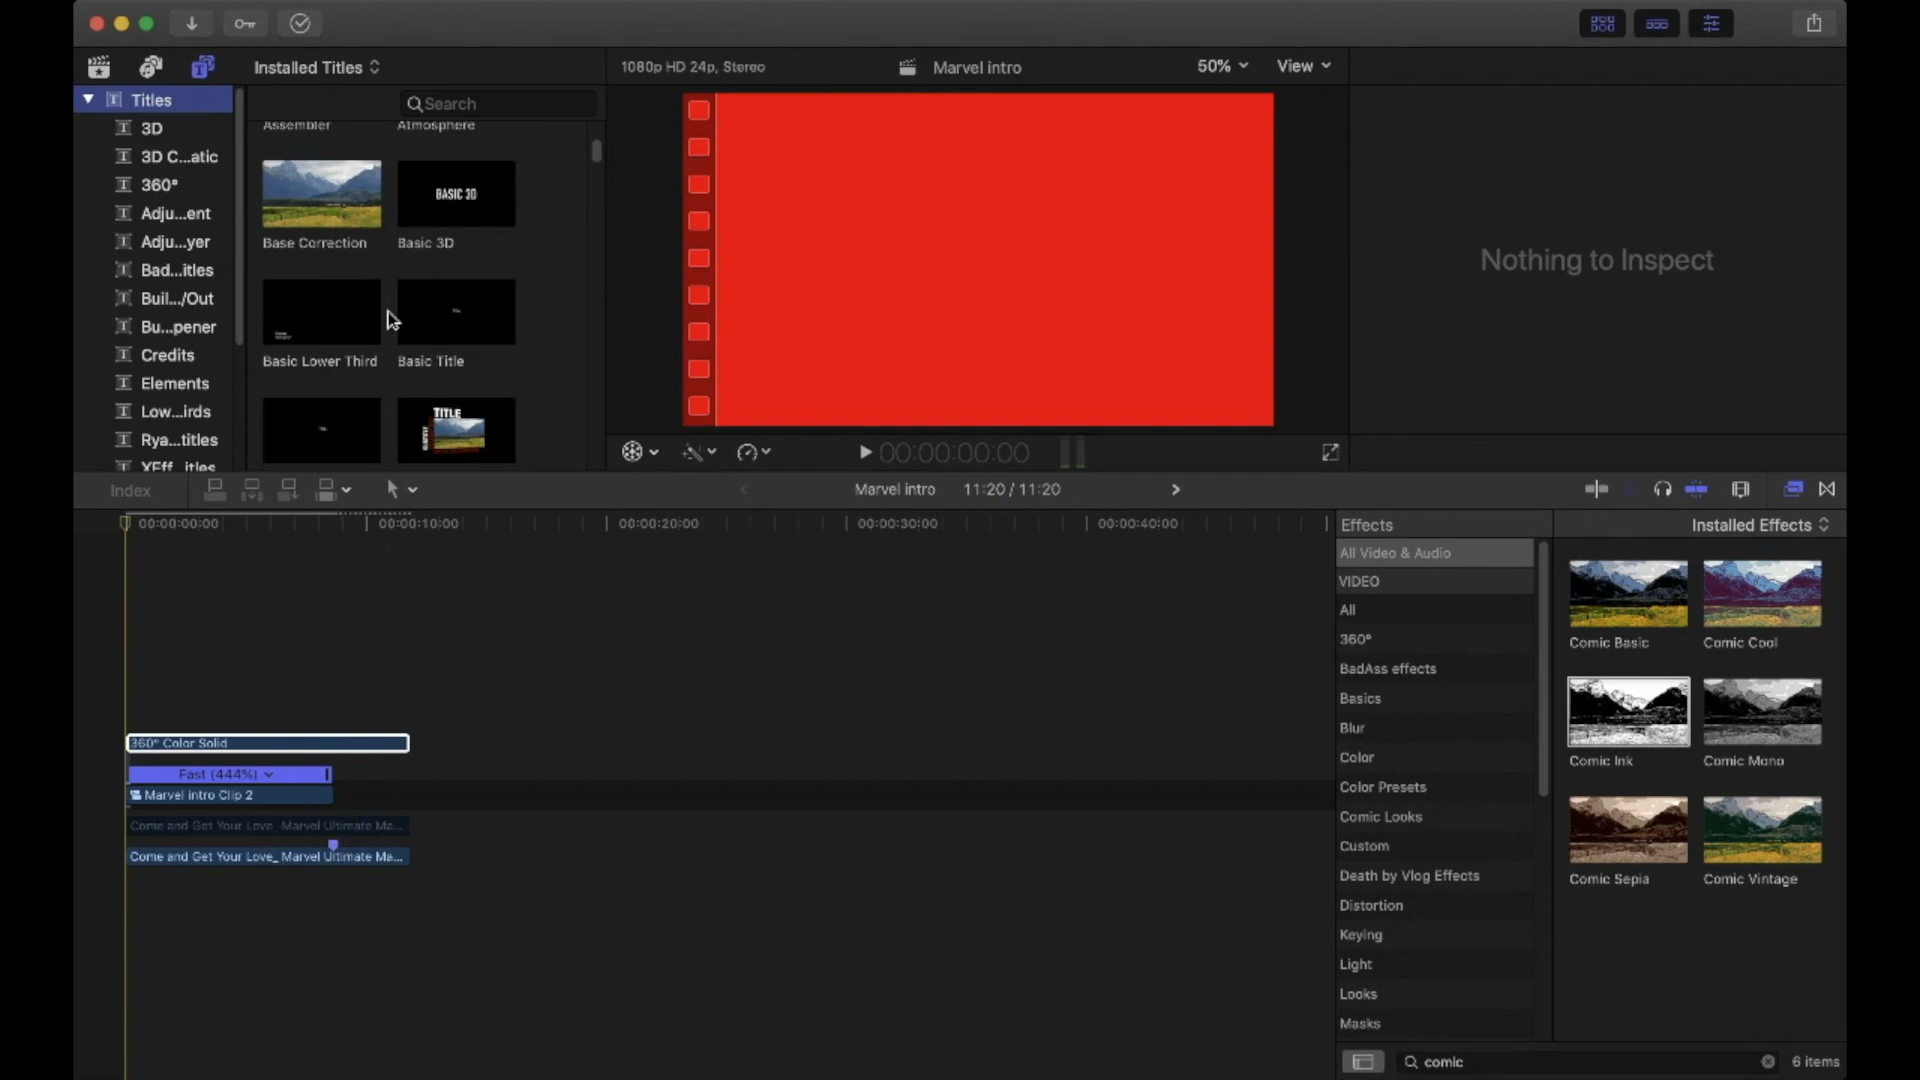 Installed Titles
1080p HD 24p, Stereo
Marvel intro
50%
View
Titles
3D
3D C...atic
360°
Adju...ent
Adju...yer
Bad...itles
Buil.../Out
Bu...pener
Credits
Elements
Low...irds
Rya...titles
XEff...itles
Search
Assembler
Atmosphere
BASIC 3D
Base Correction
Basic 3D
Basic Lower Third
Title
Basic Title
TITLE
Nothing to Inspect
00:00:00:00
Index
Marvel intro
11:20 / 11:20
00:00:00:00
00:00:10:00
00:00:20:00
00:00:30:00
00:00:40:00
360° Color Solid
Fast (444%)
Marvel intro Clip 2
Come and Get Your Love_ Marvel Ultimate Ma...
Come and Get Your Love_ Marvel Ultimate Ma...
Effects
Installed Effects
All Video & Audio
VIDEO
All
360°
BadAss effects
Basics
Blur
Color
Color Presets
Comic Looks
Custom
Death by Vlog Effects
Distortion
Keying
Light
Looks
Masks
Comic Basic
Comic Cool
Comic Ink
Comic Mono
Comic Sepia
Comic Vintage
comic
6 items